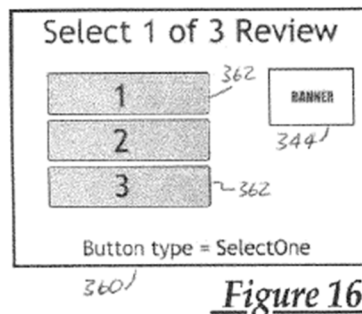 Select 1 of 3 Review
1
362
BANNER
344
2
3
362
Button type = SelectOne
360
Figure 16